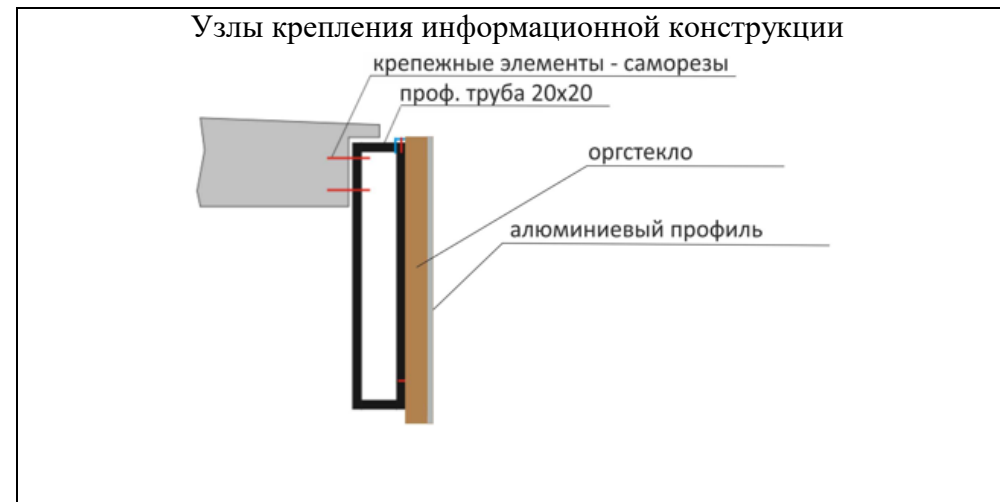 Узлы крепления информационной конструкции
крепежные элементы - саморезы
проф. труба 20х20
оргстекло
алюминиевый профиль